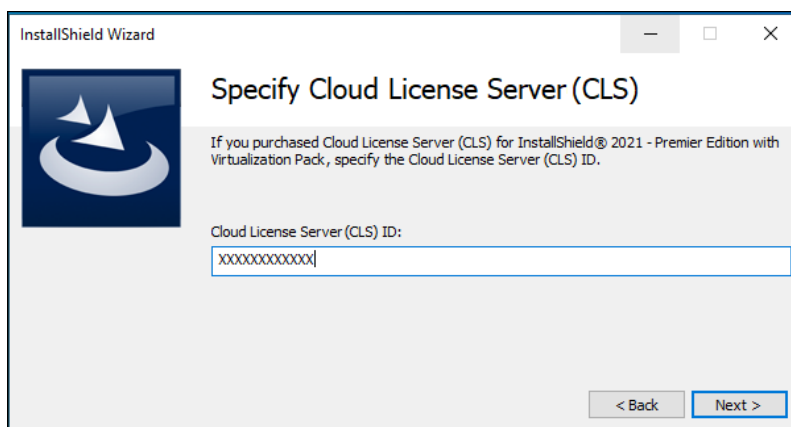 InstallShield Wizard
Specify Cloud License Server (CLS)
If you purchased Cloud License Server (CLS) for InstallShield® 2021 - Premier Edition with
Virtualization Pack, specify the Cloud License Server (CLS) ID.
Cloud License Server (CLS) ID:
XXXXXXXXXXXX
< Back
Next >